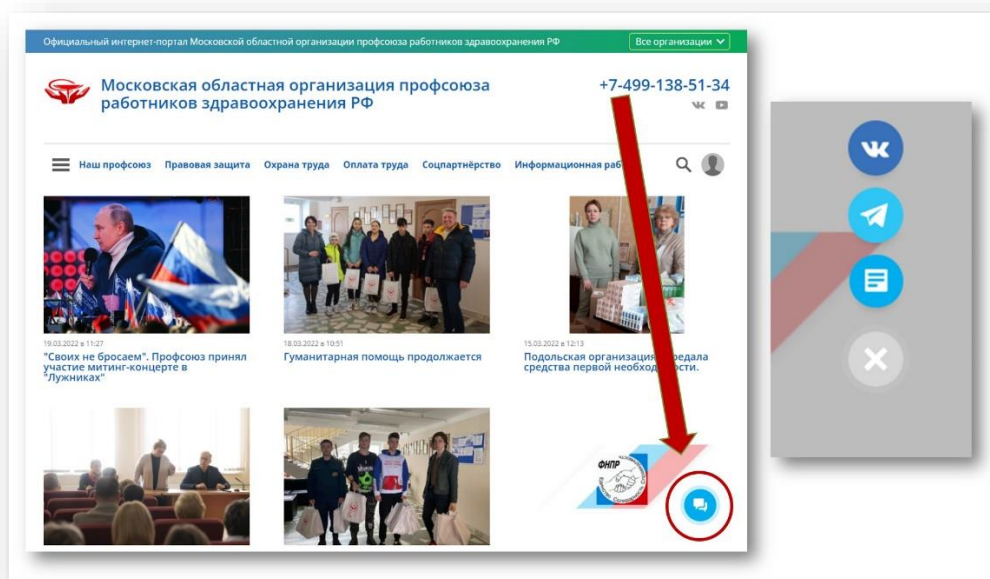 Официальный интернет-портал Московской областной организации профсоюза работников здравоохранения РФ
Все организации
Московская областная организация профсоюза
работников здравоохранения РФ
+7-499-138-51-34
Наш профсоюз Правовая защита Охрана труда Оплата труда Соцпартнёрство Информационная
19.03.2022 в 11:27
"Своих не бросаем". Профсоюз принял
участие митинг-концерте в
"Лужниках"
18.03.2022 в 10:51
Гуманитарная помощь продолжается
15.03.2022 в 12:13
Подольская организация
средства первой
ФНПР